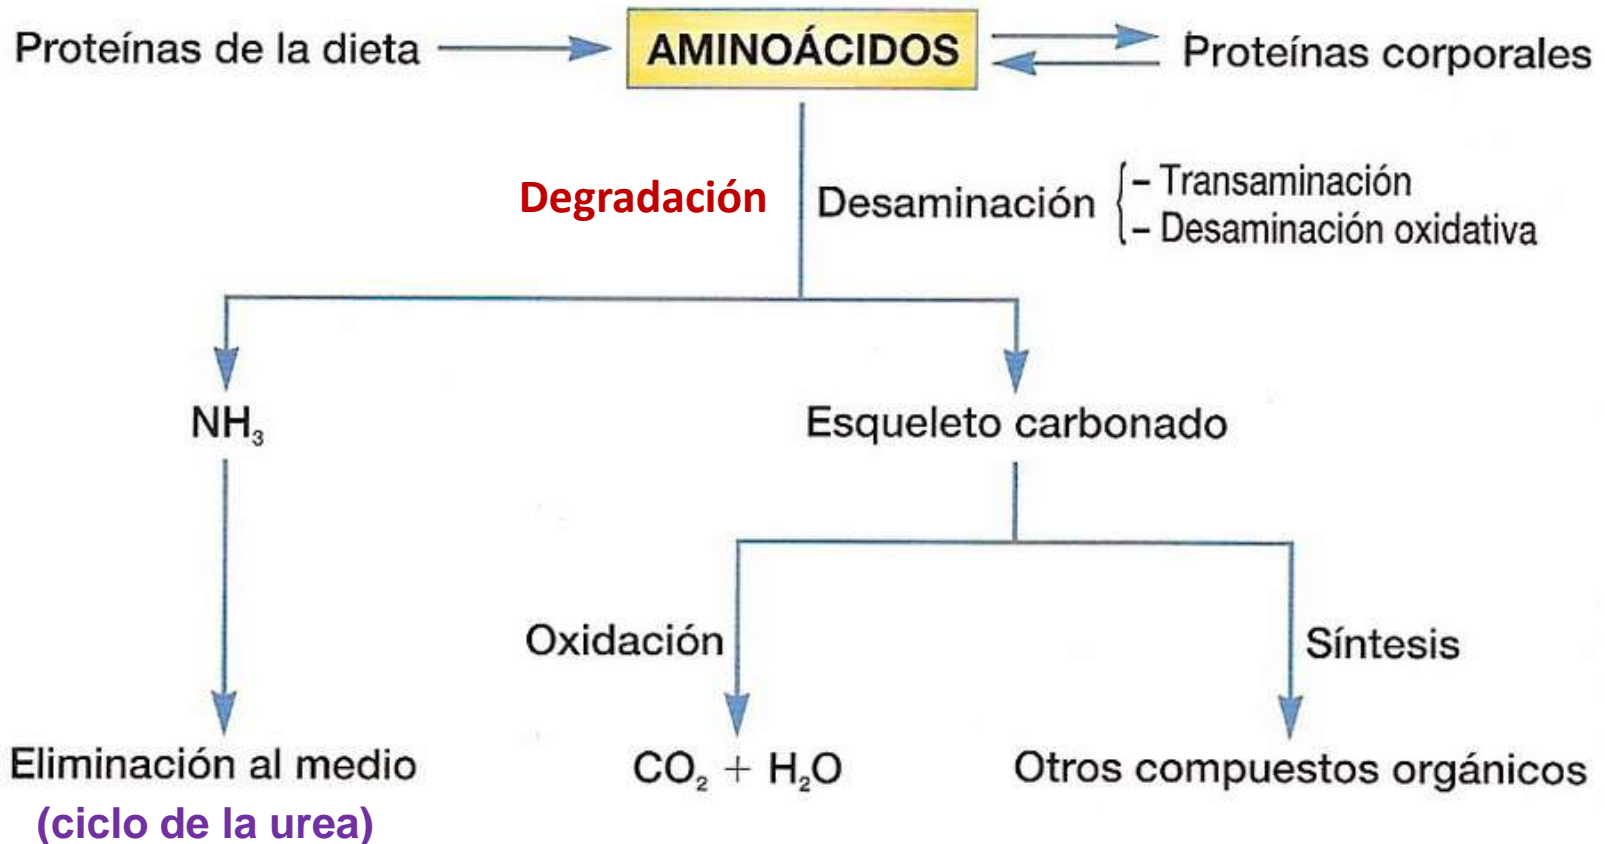 Proteínas de la dieta
AMINOÁCIDOS
Proteínas corporales
Degradación
Desaminación
– Transaminación
– Desaminación oxidativa
NH₃
Esqueleto carbonado
Oxidación
Síntesis
Eliminación al medio
CO₂ + H₂O
Otros compuestos orgánicos
(ciclo de la urea)